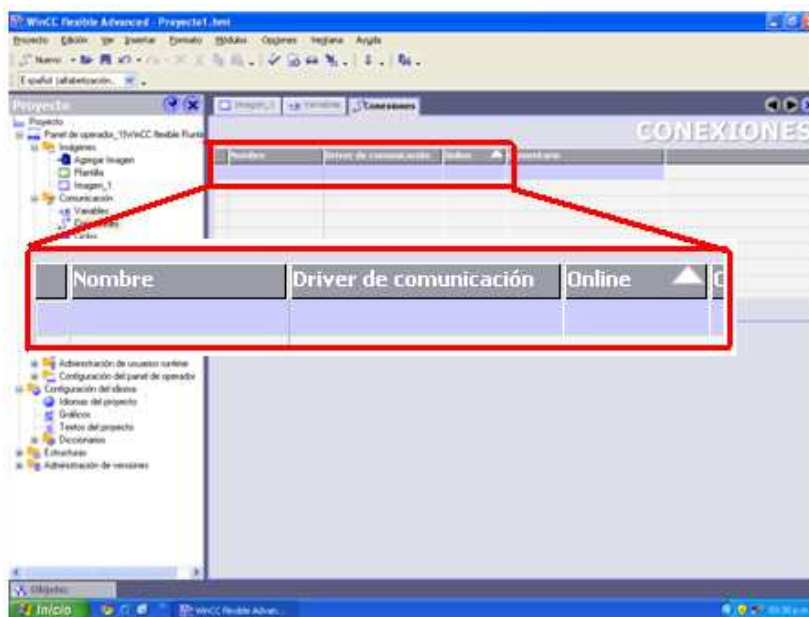 WinCC flexible Advanced - Proyecto1.hmi
Proyecto Edición Ver Insertar Formato Módulos Opciones Ventana Ayuda
Nuevo
Español
Proyecto
Imagen_1 Variables Conexiones
CONEXIONES
Proyecto
Panel de operador_1(WinCC flexible Runti
Imágenes
Agregar Imagen
Plantilla
Imagen_1
Comunicación
Variables
Nombre Driver de comunicación Online Comentario
Nombre Driver de comunicación Online C
Administración de usuarios runtime
Configuración del panel de operador
Configuración del idioma
Idiomas del proyecto
Gráficos
Textos del proyecto
Diccionarios
Estructuras
Administración de versiones
Objetos
Inicio WinCC flexible Advan...